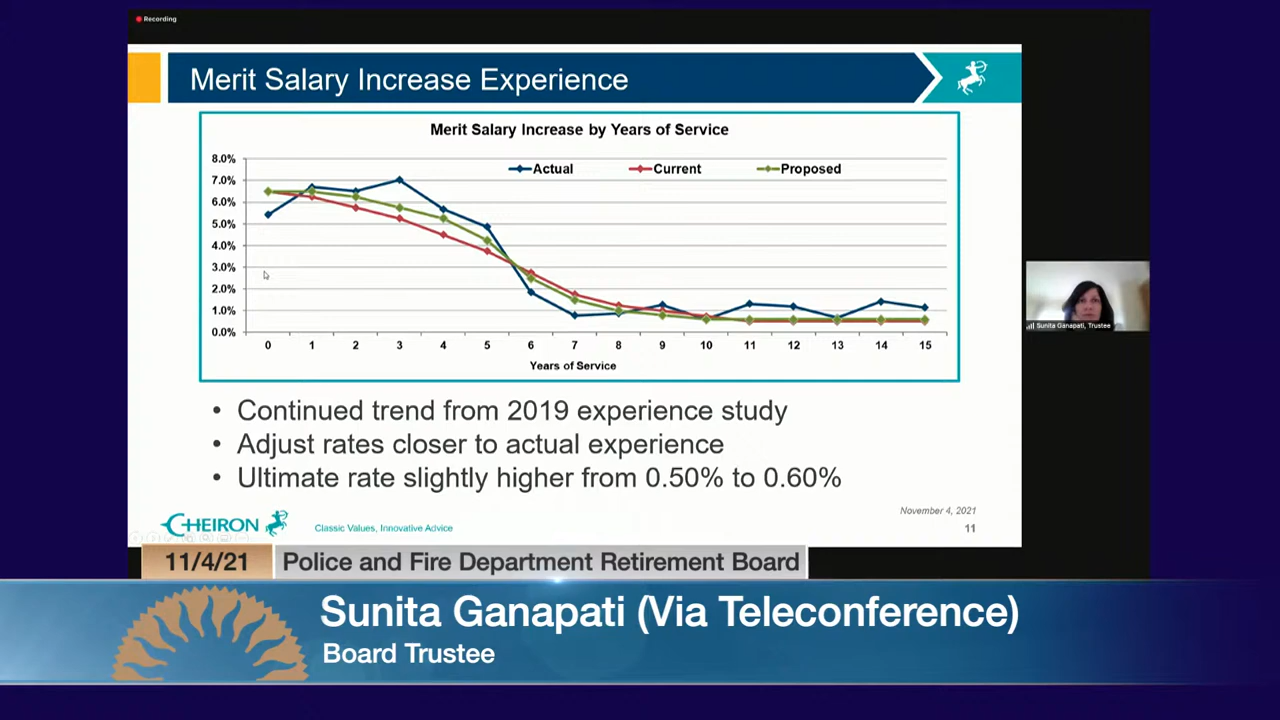 Recording
Merit Salary Increase Experience
Merit Salary Increase by Years of Service
Actual Current Proposed
8.0%
7.0%
6.0%
5.0%
4.0%
3.0%
2.0%
1.0%
0.0%
0 1 2 3 4 5 6 7 8 9 10 11 12 13 14 15
Years of Service
Sunita Ganapati, Trustee
• Continued trend from 2019 experience study
• Adjust rates closer to actual experience
• Ultimate rate slightly higher from 0.50% to 0.60%
November 4, 2021
CHEIRON Classic Values, Innovative Advice 11
11/4/21 Police and Fire Department Retirement Board
Sunita Ganapati (Via Teleconference)
Board Trustee